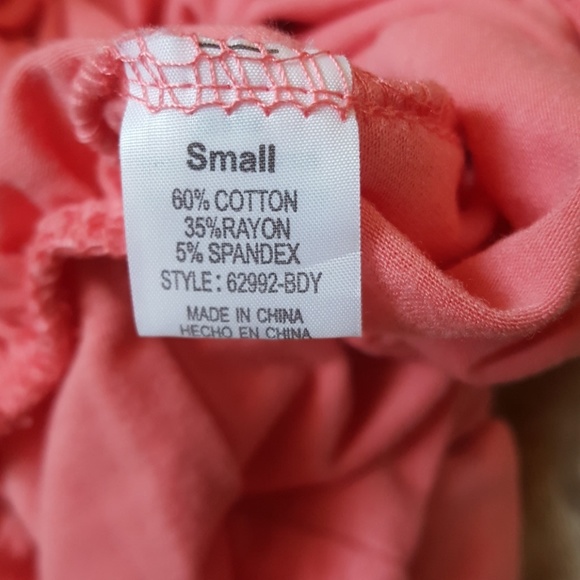 Small
60% COTTON
35%RAYON
5% SPANDEX
STYLE: 62992-BDY
MADE IN CHINA
HECHO EN CHINA